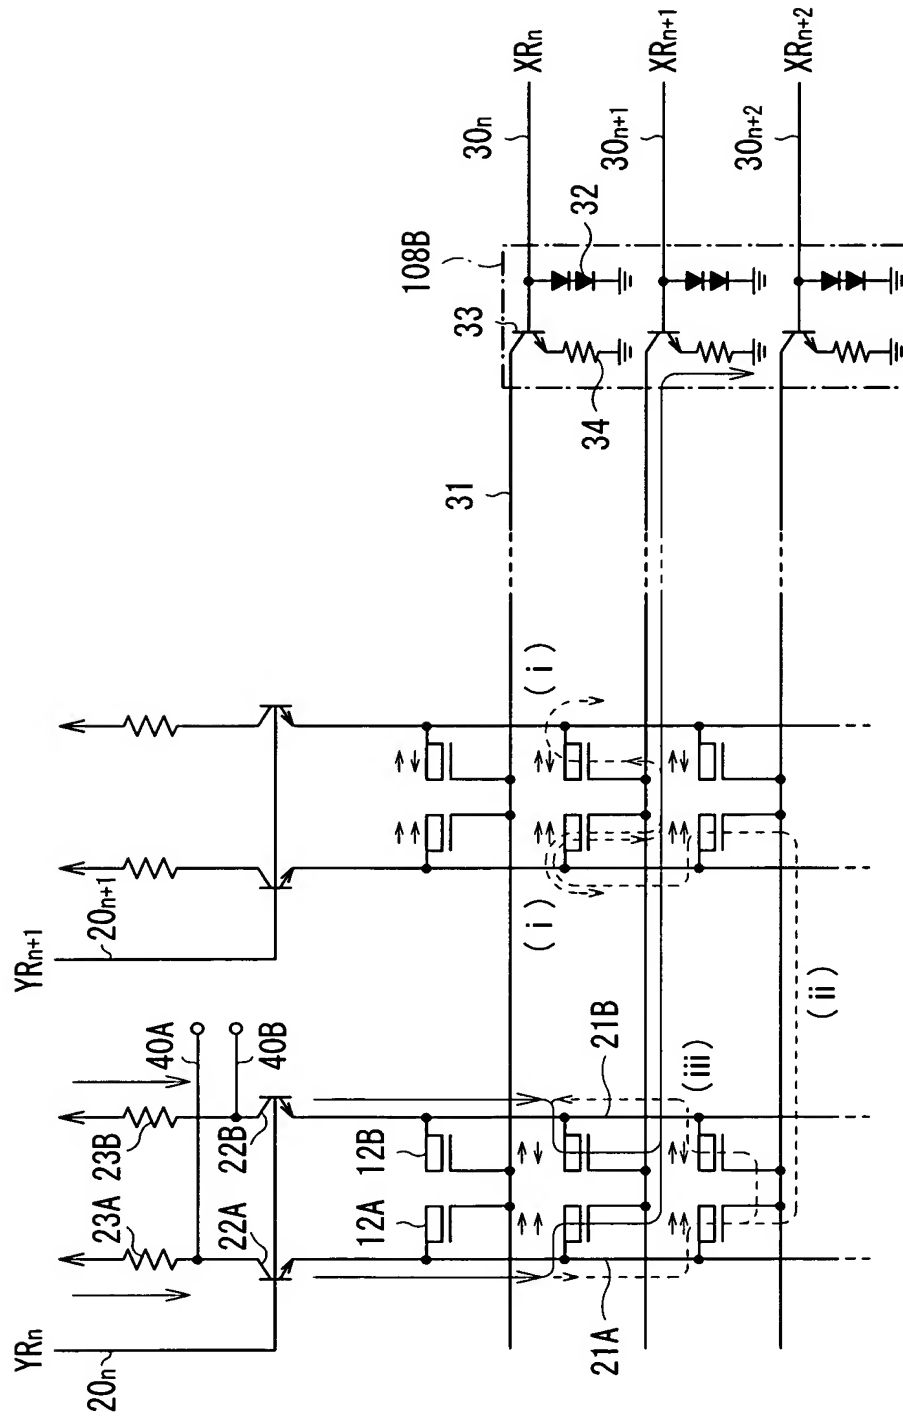 XRn
XRn+1
XRn+2
30n
30n+1
30n+2
108B
32
33
34
31
(i)
(i)
(ii)
(iii)
YRn+1
20n+1
40A
40B
21B
23B
22B
12B
23A
22A
12A
YRn
20n
21A